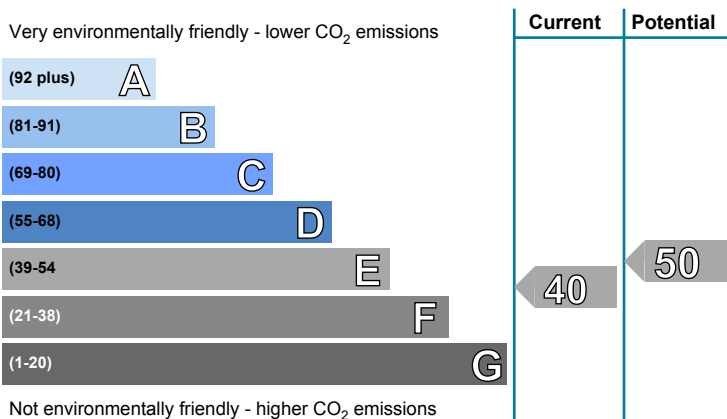 Current Potential
Very environmentally friendly - lower CO2 emissions
(92 plus) A
(81-91) B
(69-80) C
(55-68) D
(39-54 E
50
40
(21-38) F
(1-20) G
Not environmentally friendly - higher CO2 emissions